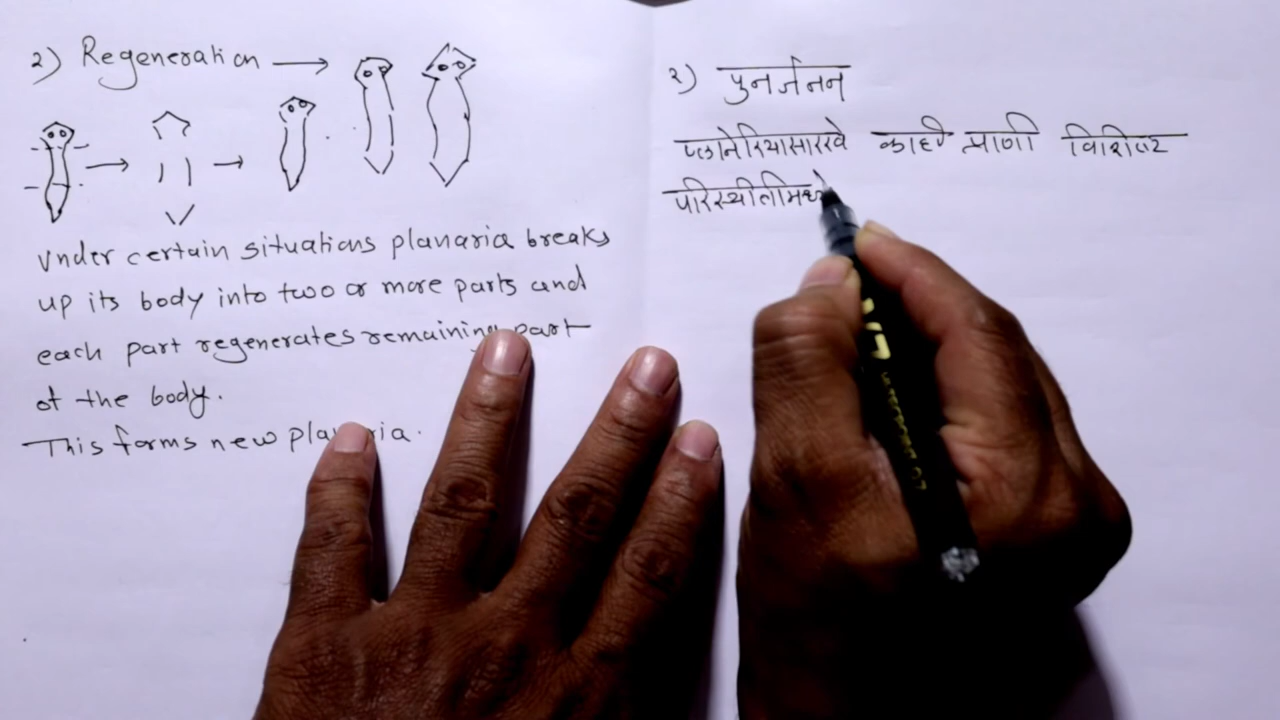 2) Regeneration
Under certain situations planaria breaks
up its body into two or more parts and
each part regenerates remaining part
of the body.
This forms new planaria.
२) पुनर्जनन
प्लानेरियासारखे काही प्राणी विशिष्ट
परिस्थीतीमध्